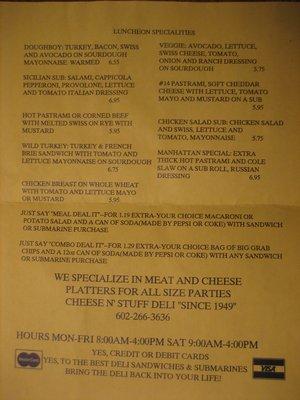 LUNCHEON SPECIALITIES
DOUGHBOY: TURKEY, BACON, SWISS
AND AVOCADO ON SOURDOUGH
MAYONNAISE WARMED 6.55
SICILIAN SUB: SALAMI, CAPPICOLA
PEPPERONI, PROVOLONE, LETTUCE
AND TOMATO ITALIAN DRESSING
6.95
HOT PASTRAMI OR CORNED BEEF
WITH MELTED SWISS ON RYE WITH
MUSTARD 5.95
WILD TURKEY: TURKEY & FRENCH
BRIE SANDWICH WITH TOMATO AND
LETTUCE MAYONNAISE ON SOURDOUGH
6.75
CHICKEN BREAST ON WHOLE WHEAT
WITH TOMATO AND LETTUCE MAYO
OR MUSTARD 5.95
VEGGIE: AVOCADO, LETTUCE,
SWISS CHEESE, TOMATO,
ONION AND RANCH DRESSING
ON SOURDOUGH 5.75
#14 PASTRAMI, SOFT CHEDDAR
CHEESE WITH LETTUCE, TOMATO
MAYO AND MUSTARD ON A SUB
5.95
CHICKEN SALAD SUB: CHICKEN SALAD
AND SWISS, LETTUCE AND
TOMATO, MAYONNAISE 5.75
MANHATTAN SPECIAL: EXTRA
THICK HOT PASTRAMI AND COLE
SLAW ON A SUB ROLL, RUSSIAN
DRESSING 6.95
JUST SAY "MEAL DEAL IT"-FOR 1.19 EXTRA-YOUR CHOICE MACARONI OR
POTATO SALAD AND A CAN OF SODA(MADE BY PEPSI OR COKE) WITH SANDWICH
OR SUBMARINE PURCHASE
JUST SAY "COMBO DEAL IT"-FOR 1.29 EXTRA-YOUR CHOICE BAG OF BIG GRAB
CHIPS AND A 12oz CAN OF SODA(MADE BY PEPSI OR COKE) WITH ANY SANDWICH
OR SUBMARINE PURCHASE
WE SPECIALIZE IN MEAT AND CHEESE
PLATTERS FOR ALL SIZE PARTIES
CHEESE N' STUFF DELI "SINCE 1949"
602-266-3636
HOURS MON-FRI 8:00AM-4:00PM SAT 9:00AM-4:00PM
YES, CREDIT OR DEBIT CARDS
YES, TO THE BEST DELI SANDWICHES & SUBMARINES
BRING THE DELI BACK INTO YOUR LIFE!
MasterCard
VISA